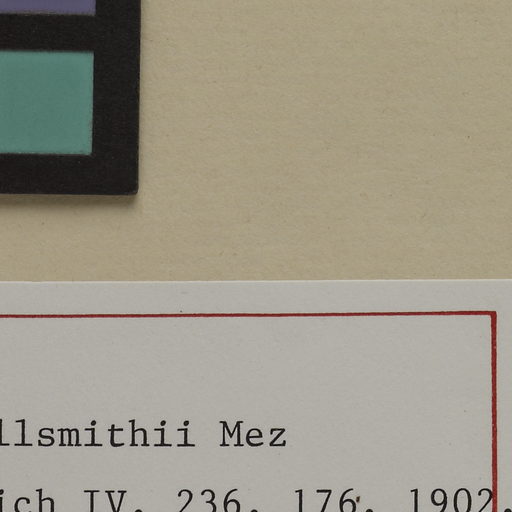 llsmithii Mez
ich IV. 236. 176. 1902.